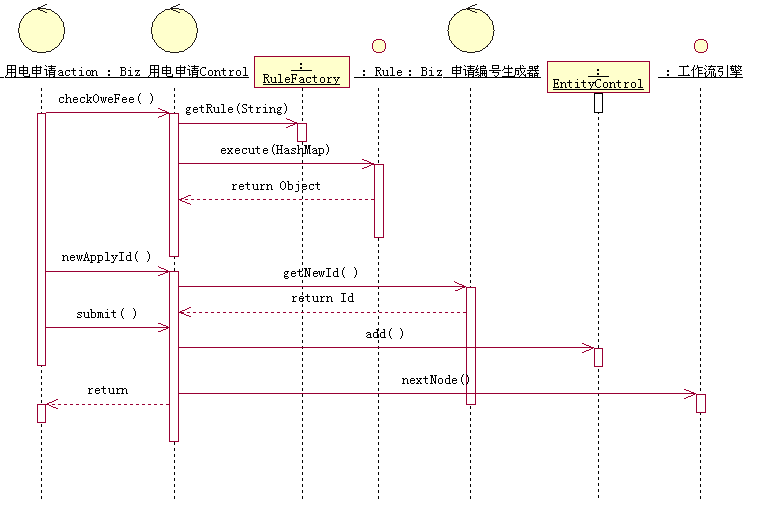 用电申请action : Biz 用电申请Control
:
RuleFactory
: Rule : Biz 申请编号生成器
:
EntityControl
: 工作流引擎
checkOweFee( )
getRule(String)
execute(HashMap)
return Object
newApplyId( )
getNewId( )
return Id
submit( )
add( )
nextNode()
return